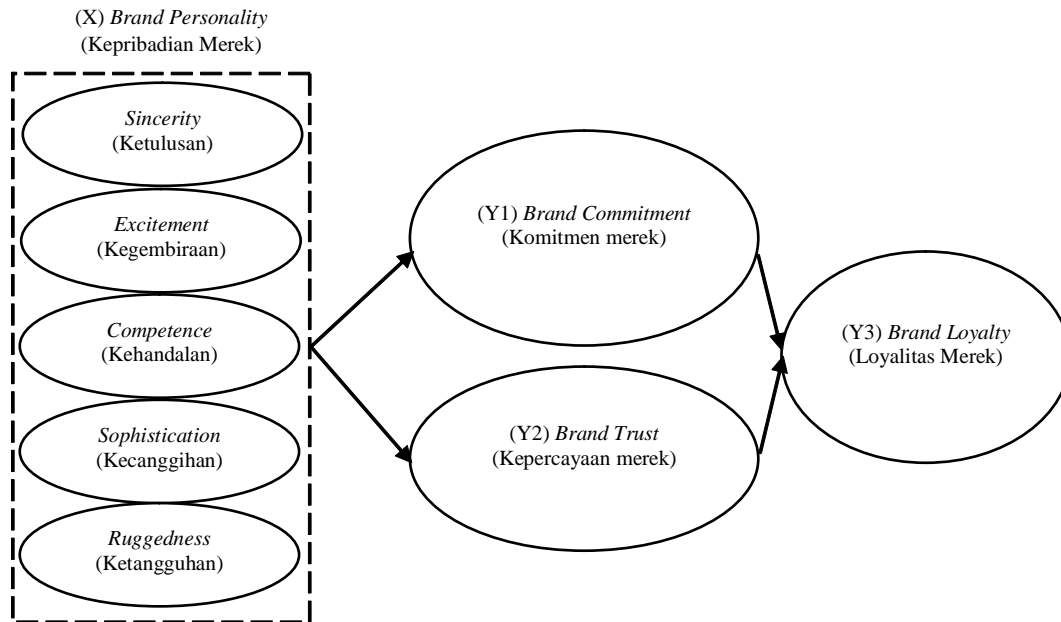 (X) Brand Personality
(Kepribadian Merek)
Sincerity
(Ketulusan)
Excitement
(Kegembiraan)
Competence
(Kehandalan)
Sophistication
(Kecanggihan)
Ruggedness
(Ketangguhan)
(Y1) Brand Commitment
(Komitmen merek)
(Y2) Brand Trust
(Kepercayaan merek)
(Y3) Brand Loyalty
(Loyalitas Merek)